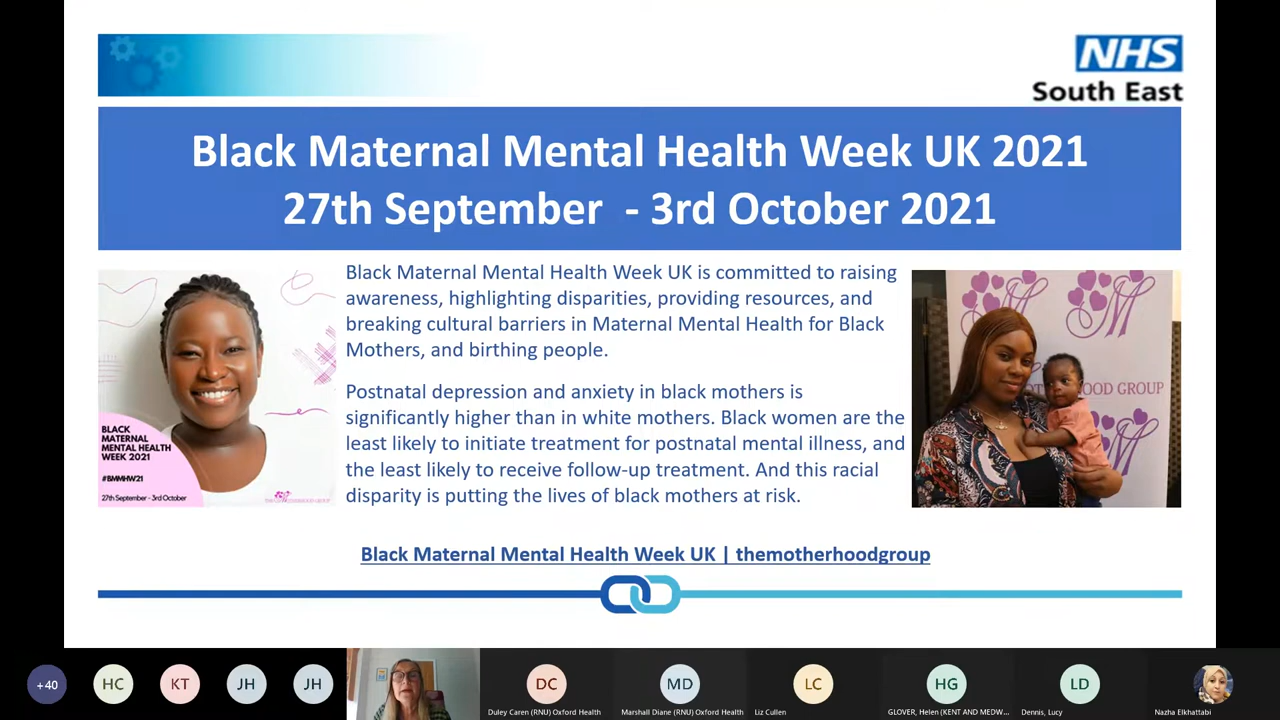 NHS
South East
Black Maternal Mental Health Week UK 2021
27th September - 3rd October 2021
Black Maternal Mental Health Week UK is committed to raising
awareness, highlighting disparities, providing resources, and
breaking cultural barriers in Maternal Mental Health for Black
Mothers, and birthing people.
Postnatal depression and anxiety in black mothers is
significantly higher than in white mothers. Black women are the
least likely to initiate treatment for postnatal mental illness, and
the least likely to receive follow-up treatment. And this racial
disparity is putting the lives of black mothers at risk.
BLACK
MATERNAL
MENTAL HEALTH
WEEK 2021
#BMMHW21
27th September - 3rd October
M
M
HOOD GROUP
M
Black Maternal Mental Health Week UK | themotherhoodgroup
+40
HC
KT
JH
JH
DC
Duley Caren (RNU) Oxford Health
MD
Marshall Diane (RNU) Oxford Health
LC
Liz Cullen
HG
GLOVER, Helen (KENT AND MEDW...
LD
Dennis, Lucy
Nazha Elkhattabi